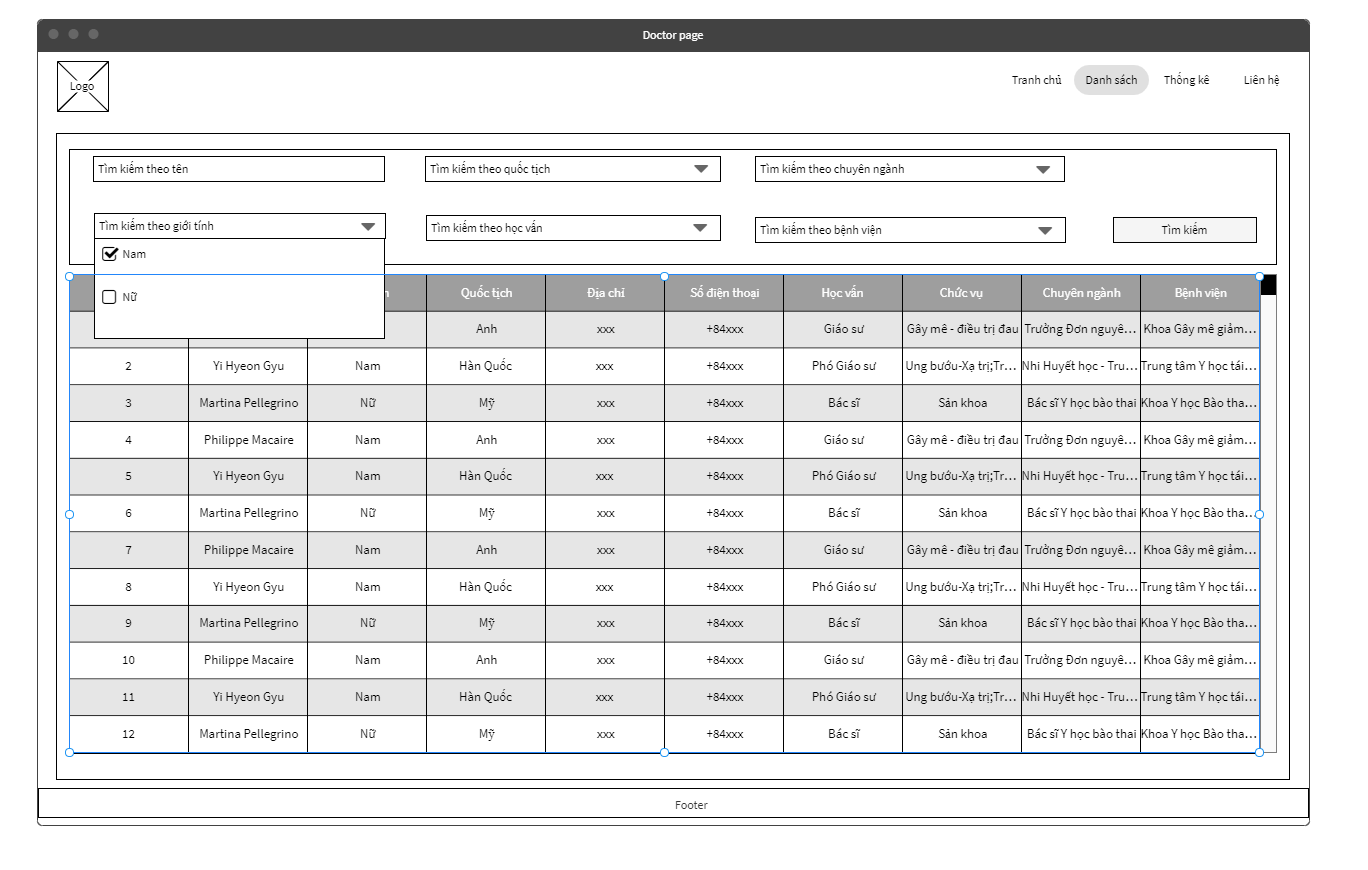 Doctor page
Logo
Tranh chủ Danh sách Thống kê Liên hệ
Tìm kiếm theo tên Tìm kiếm theo quốc tịch Tìm kiếm theo chuyên ngành
Tìm kiếm theo giới tính Tìm kiếm theo học vấn Tìm kiếm theo bệnh viện Tìm kiếm
Nam
Nữ
Quốc tịch Địa chỉ Số điện thoại Học vấn Chức vụ Chuyên ngành Bệnh viện
Anh xxx +84xxx Giáo sư Gây mê - điều trị đau Trưởng Đơn nguyê... Khoa Gây mê giảm...
2 Yi Hyeon Gyu Nam Hàn Quốc xxx +84xxx Phó Giáo sư Ung bướu-Xạ trị;Tr... Nhi Huyết học - Tru... Trung tâm Y học tái...
3 Martina Pellegrino Nữ Mỹ xxx +84xxx Bác sĩ Sản khoa Bác sĩ Y học bào thai Khoa Y học Bào tha...
4 Philippe Macaire Nam Anh xxx +84xxx Giáo sư Gây mê - điều trị đau Trưởng Đơn nguyê... Khoa Gây mê giảm...
5 Yi Hyeon Gyu Nam Hàn Quốc xxx +84xxx Phó Giáo sư Ung bướu-Xạ trị;Tr... Nhi Huyết học - Tru... Trung tâm Y học tái...
6 Martina Pellegrino Nữ Mỹ xxx +84xxx Bác sĩ Sản khoa Bác sĩ Y học bào thai Khoa Y học Bào tha...
7 Philippe Macaire Nam Anh xxx +84xxx Giáo sư Gây mê - điều trị đau Trưởng Đơn nguyê... Khoa Gây mê giảm...
8 Yi Hyeon Gyu Nam Hàn Quốc xxx +84xxx Phó Giáo sư Ung bướu-Xạ trị;Tr... Nhi Huyết học - Tru... Trung tâm Y học tái...
9 Martina Pellegrino Nữ Mỹ xxx +84xxx Bác sĩ Sản khoa Bác sĩ Y học bào thai Khoa Y học Bào tha...
10 Philippe Macaire Nam Anh xxx +84xxx Giáo sư Gây mê - điều trị đau Trưởng Đơn nguyê... Khoa Gây mê giảm...
11 Yi Hyeon Gyu Nam Hàn Quốc xxx +84xxx Phó Giáo sư Ung bướu-Xạ trị;Tr... Nhi Huyết học - Tru... Trung tâm Y học tái...
12 Martina Pellegrino Nữ Mỹ xxx +84xxx Bác sĩ Sản khoa Bác sĩ Y học bào thai Khoa Y học Bào tha...
Footer